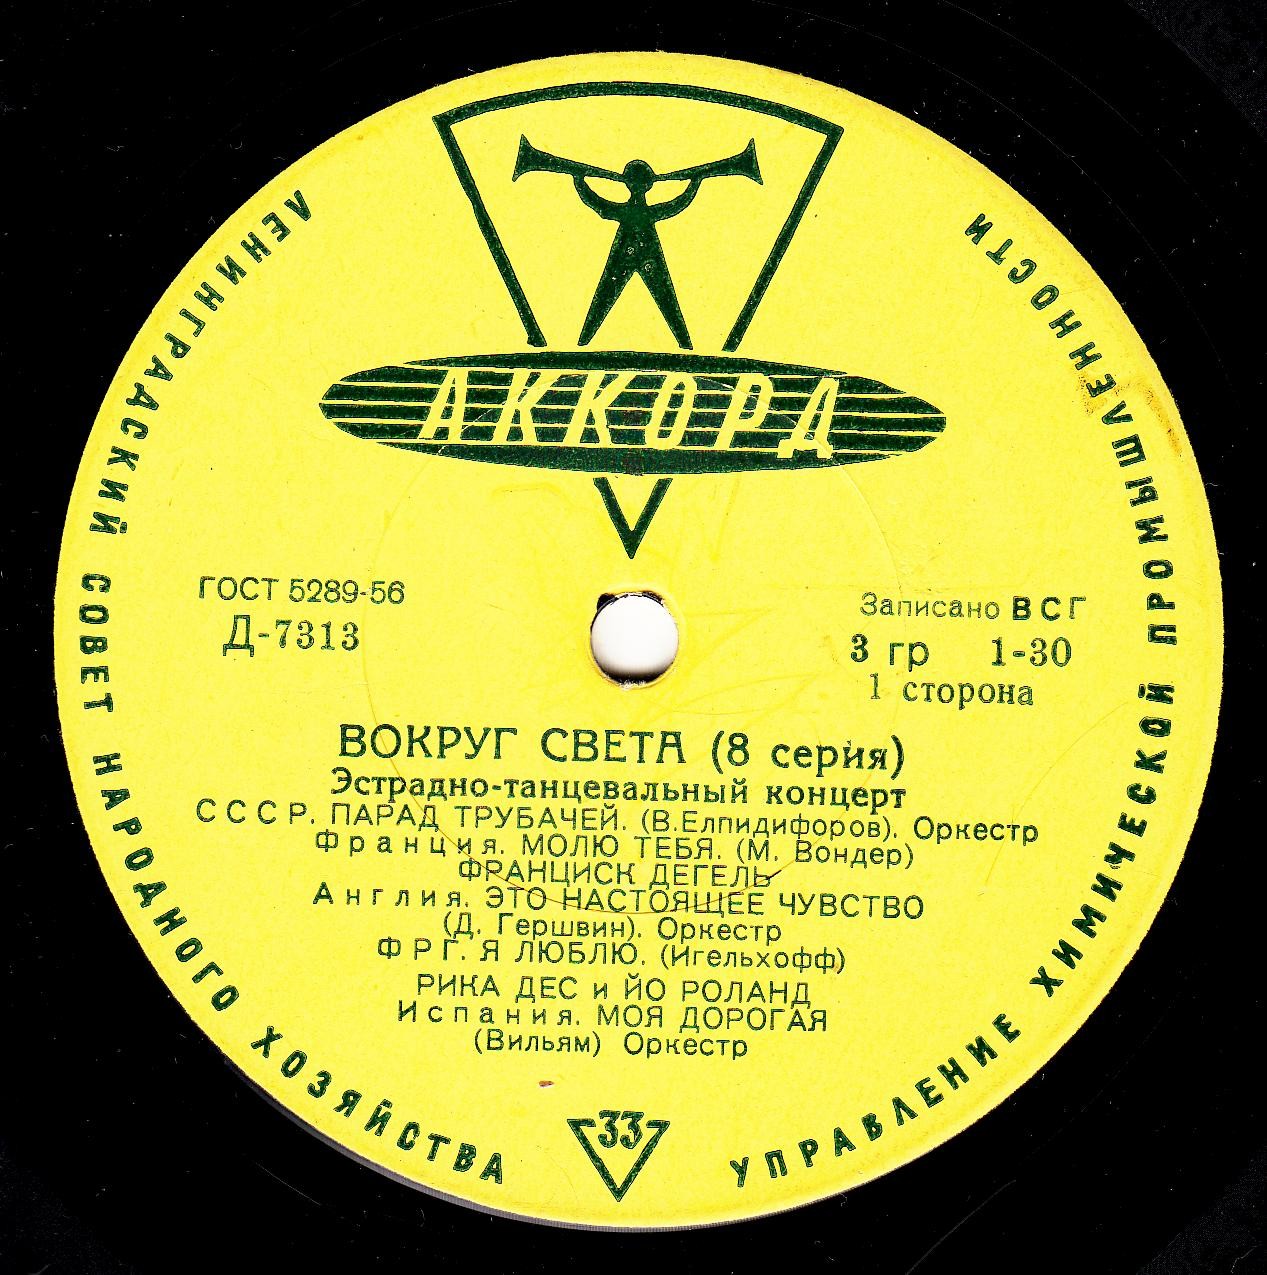 АККОРД
ЛЕНИНГРАДСКИЙ СОВЕТ НАРОДНОГО ХОЗЯЙСТВА
УПРАВЛЕНИЕ ХИМИЧЕСКОЙ ПРОМЫШЛЕННОСТИ
ГОСТ 5289-56
Д-7313
Записано ВСГ
3 гр 1-30
1 сторона
ВОКРУГ СВЕТА (8 серия)
Эстрадно-танцевальный концерт
СССР. ПАРАД ТРУБАЧЕЙ. (В.Елпидифоров). Оркестр
Франция. МОЛЮ ТЕБЯ. (М. Вондер)
ФРАНЦИСК ДЕГЕЛЬ
Англия. ЭТО НАСТОЯЩЕЕ ЧУВСТВО
(Д. Гершвин). Оркестр
ФРГ. Я ЛЮБЛЮ. (Игельхофф)
РИКА ДЕС и ЙО РОЛАНД
Испания. МОЯ ДОРОГАЯ
(Вильям) Оркестр
33